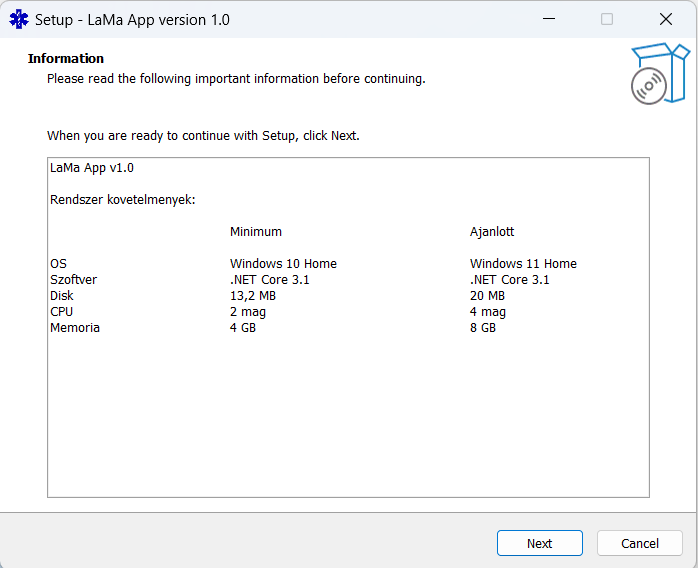 Setup - LaMa App version 1.0
Information
Please read the following important information before continuing.
When you are ready to continue with Setup, click Next.
LaMa App v1.0
Rendszer kovetelmenyek:
Minimum Ajanlott
OS Windows 10 Home Windows 11 Home
Szoftver .NET Core 3.1 .NET Core 3.1
Disk 13,2 MB 20 MB
CPU 2 mag 4 mag
Memoria 4 GB 8 GB
Next Cancel